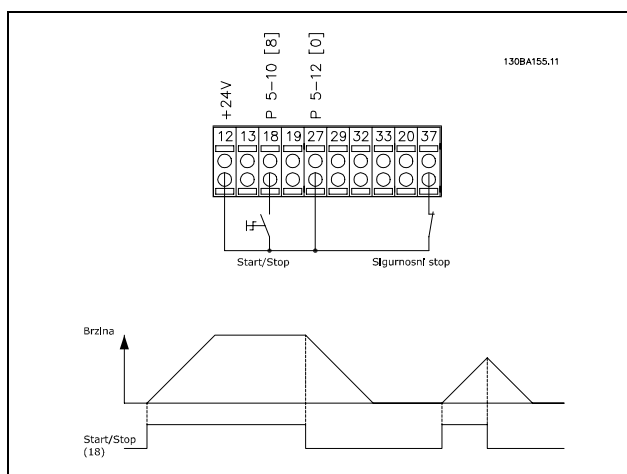 130BA155.11
+24V
P 5-10 [8]
P 5-12 [0]
12 13 18 19 27 29 32 33 20 37
Start/Stop
Sigurnosni stop
Brzina
Start/Stop
(18)